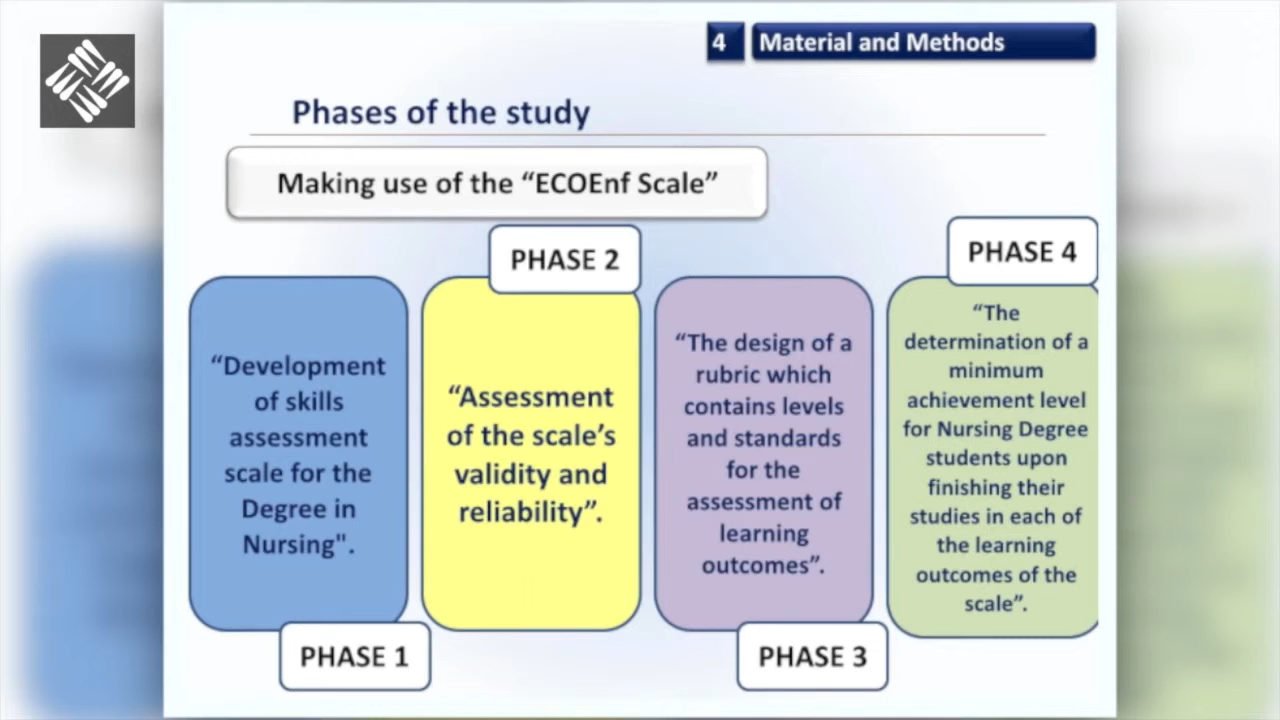 4 Material and Methods
Phases of the study
Making use of the “ECOEnf Scale”
“Development
of skills
assessment
scale for the
Degree in
Nursing".
PHASE 1
PHASE 2
“Assessment
of the scale’s
validity and
reliability”.
“The design of a
rubric which
contains levels
and standards
for the
assessment of
learning
outcomes”.
PHASE 3
PHASE 4
“The
determination of a
minimum
achievement level
for Nursing Degree
students upon
finishing their
studies in each of
the learning
outcomes of the
scale”.